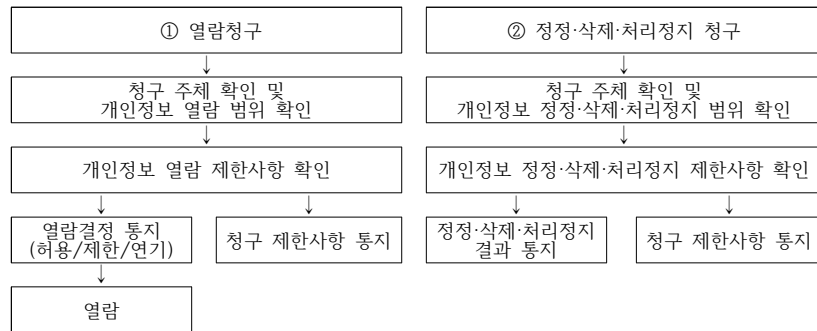 ① 열람청구
청구 주체 확인 및
개인정보 열람 범위 확인
개인정보 열람 제한사항 확인
열람결정 통지
(허용/제한/연기)
청구 제한사항 통지
열람
② 정정·삭제·처리정지 청구
청구 주체 확인 및
개인정보 정정·삭제·처리정지 범위 확인
개인정보 정정·삭제·처리정지 제한사항 확인
정정·삭제·처리정지
결과 통지
청구 제한사항 통지